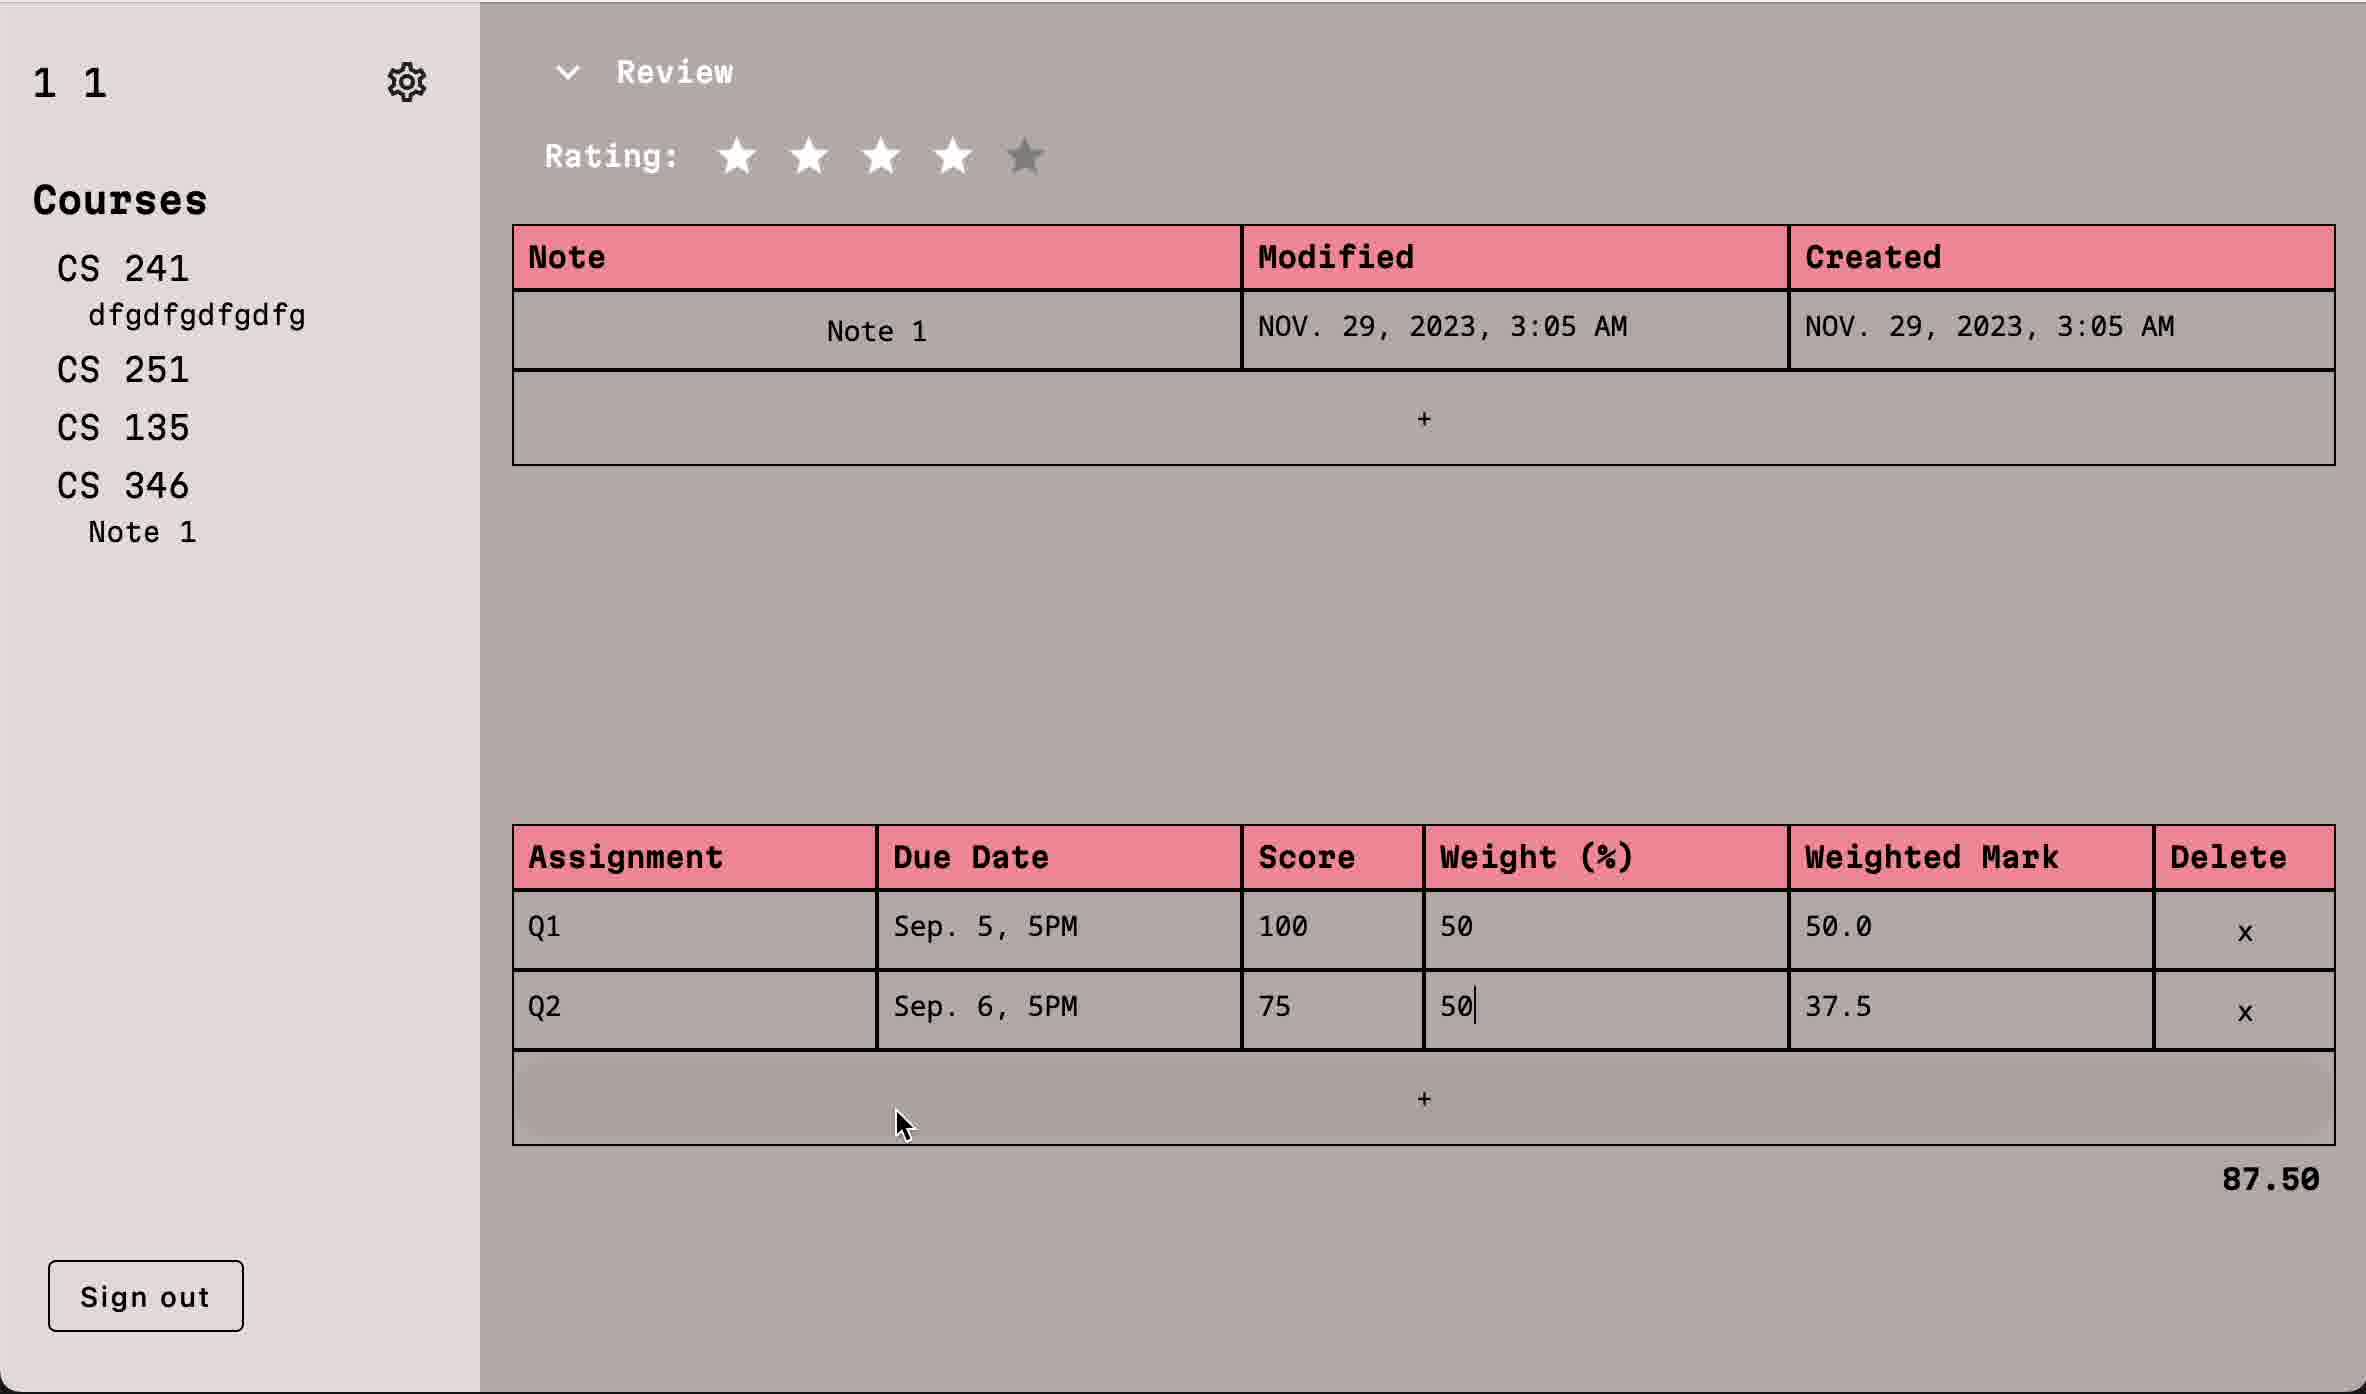 1 1
Courses
CS 241
dfgdfgdfgdfg
CS 251
CS 135
CS 346
Note 1
Sign out
Review
Rating:
Note Modified Created
Note 1 NOV. 29, 2023, 3:05 AM NOV. 29, 2023, 3:05 AM
+
Assignment Due Date Score Weight (%) Weighted Mark Delete
Q1 Sep. 5, 5PM 100 50 50.0 x
Q2 Sep. 6, 5PM 75 50 37.5 x
+
87.50